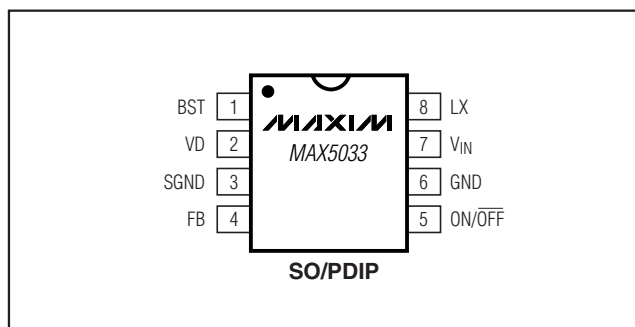 BST 1 8 LX
MAXIM
VD 2 7 VIN
MAX5033
SGND 3 6 GND
FB 4 5 ON/O̅F̅F̅
SO/PDIP